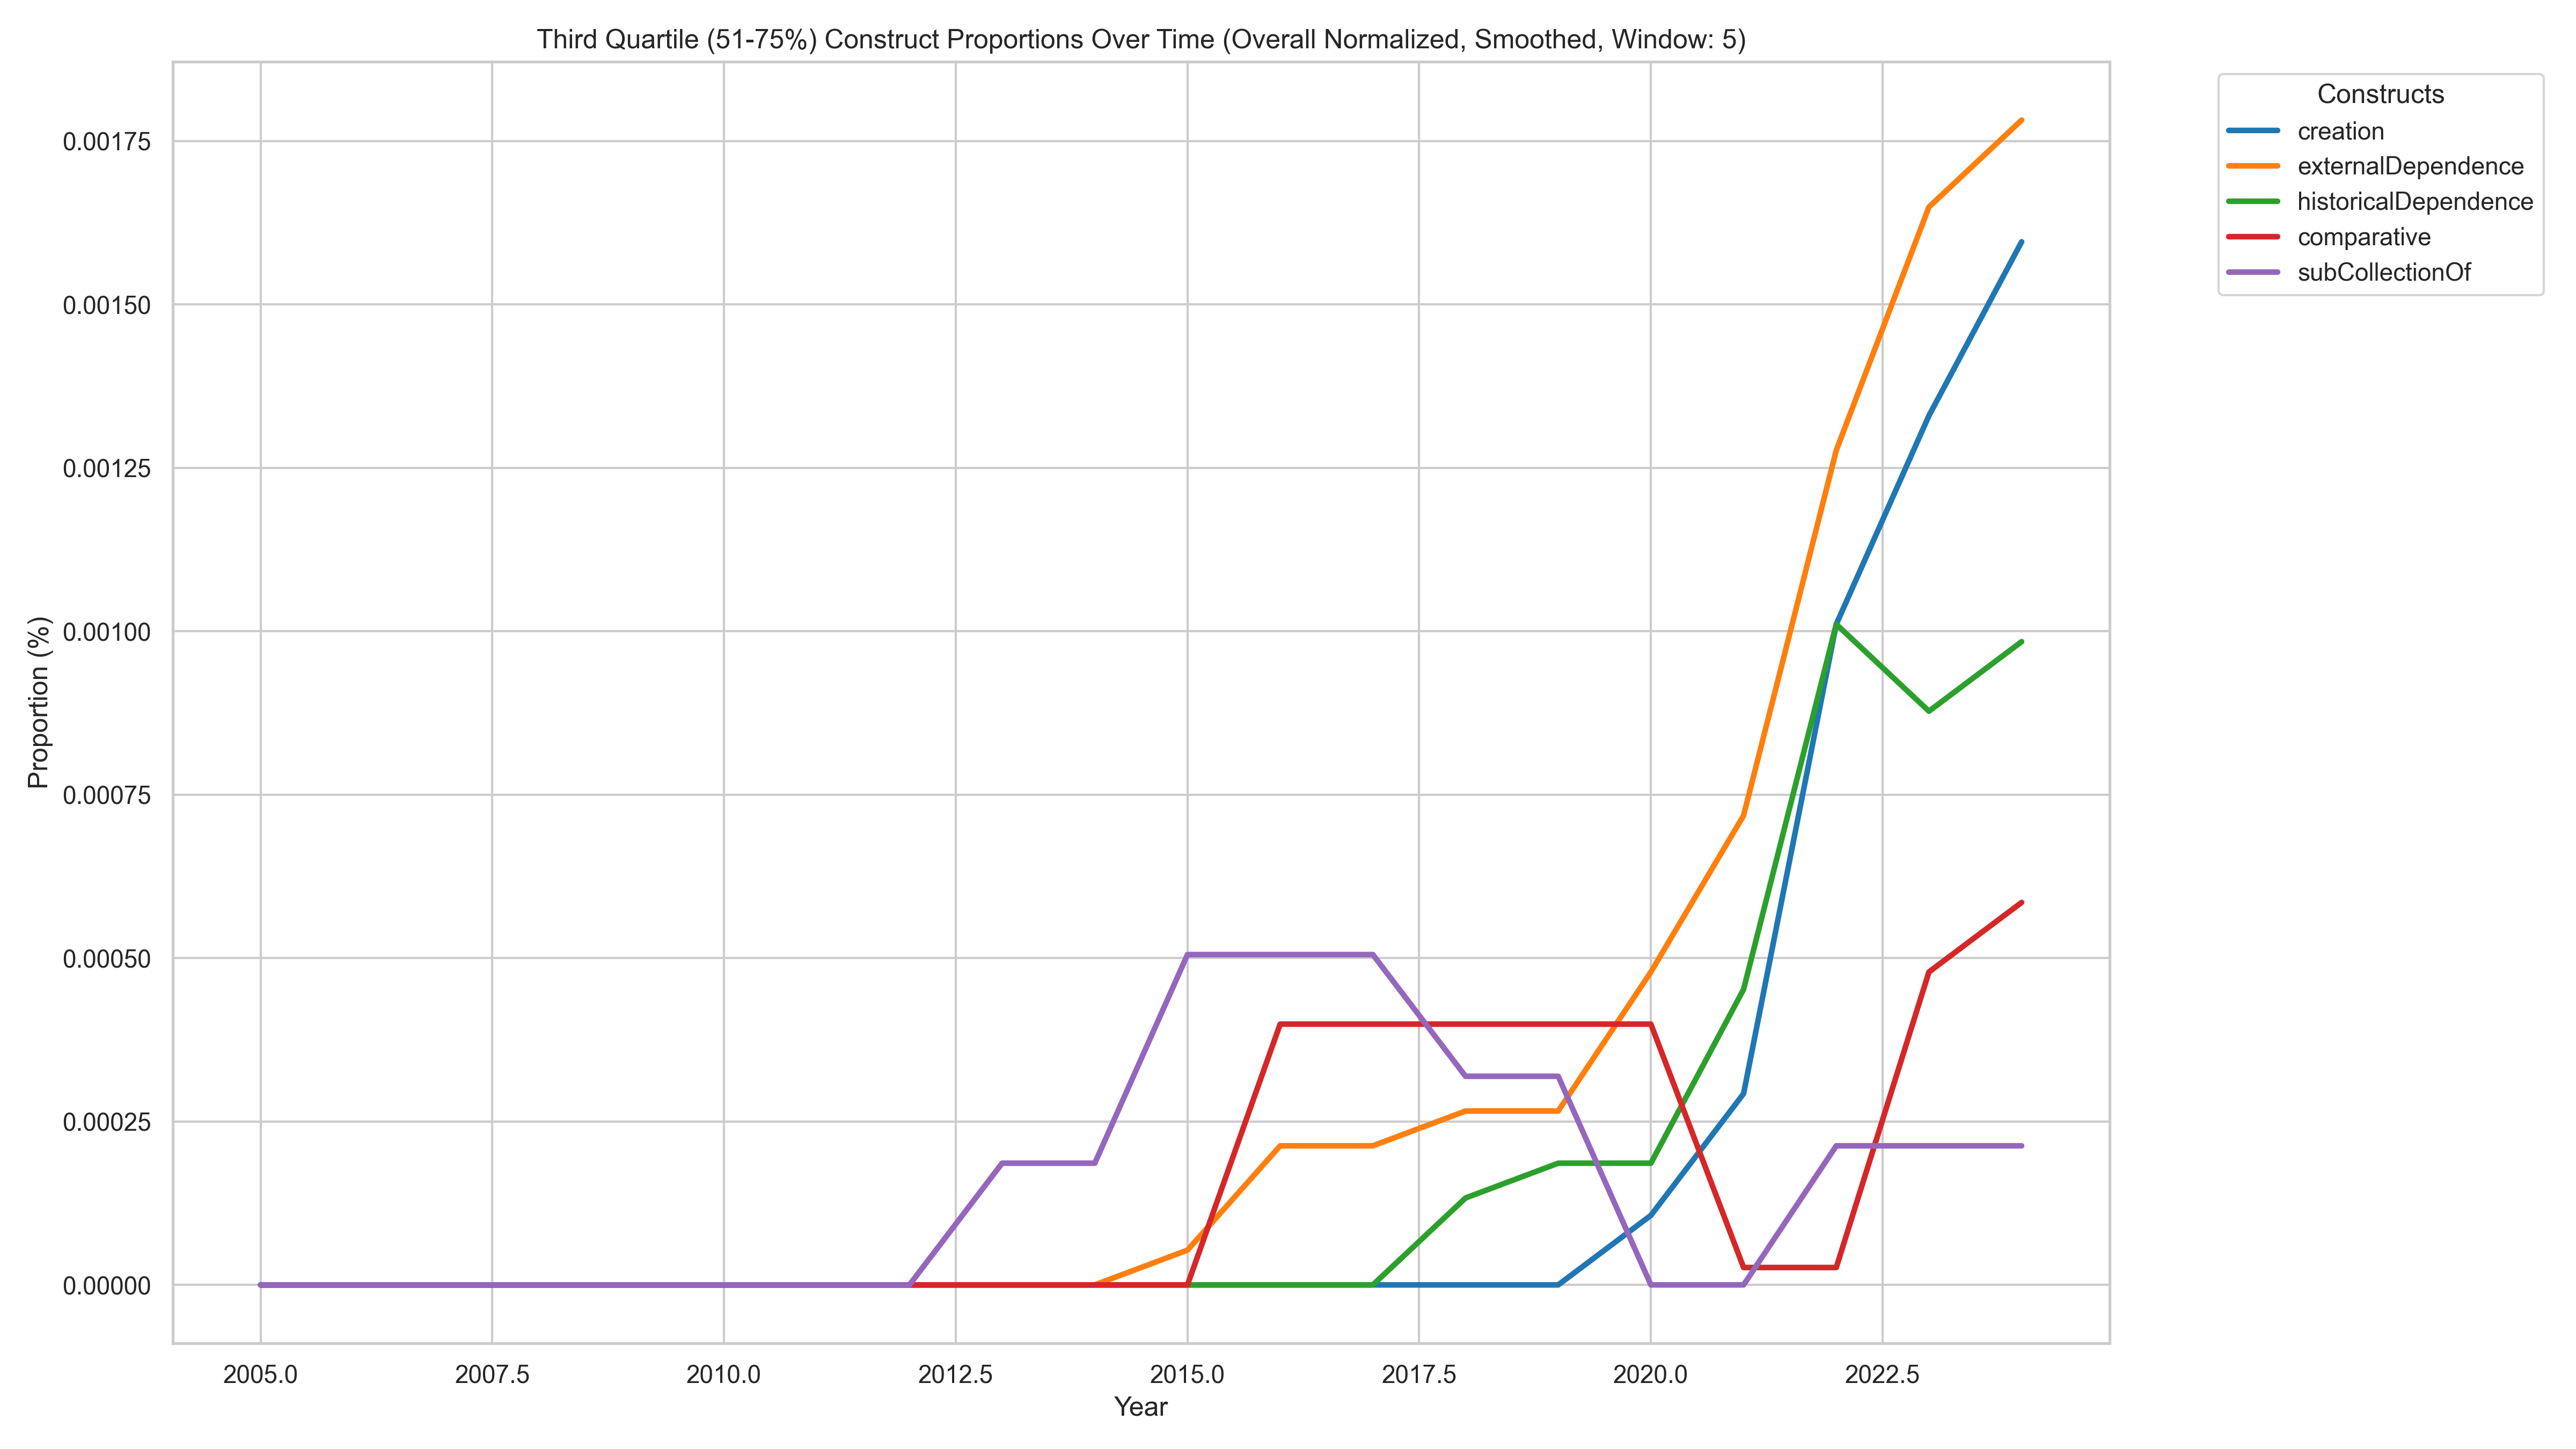 Third Quartile (51-75%) Construct Proportions Over Time (Overall Normalized, Smoothed, Window: 5)
Constructs
creation
externalDependence
historicalDependence
comparative
subCollectionOf
Proportion (%)
0.00175
0.00150
0.00125
0.00100
0.00075
0.00050
0.00025
0.00000
2005.0 2007.5 2010.0 2012.5 2015.0 2017.5 2020.0 2022.5
Year